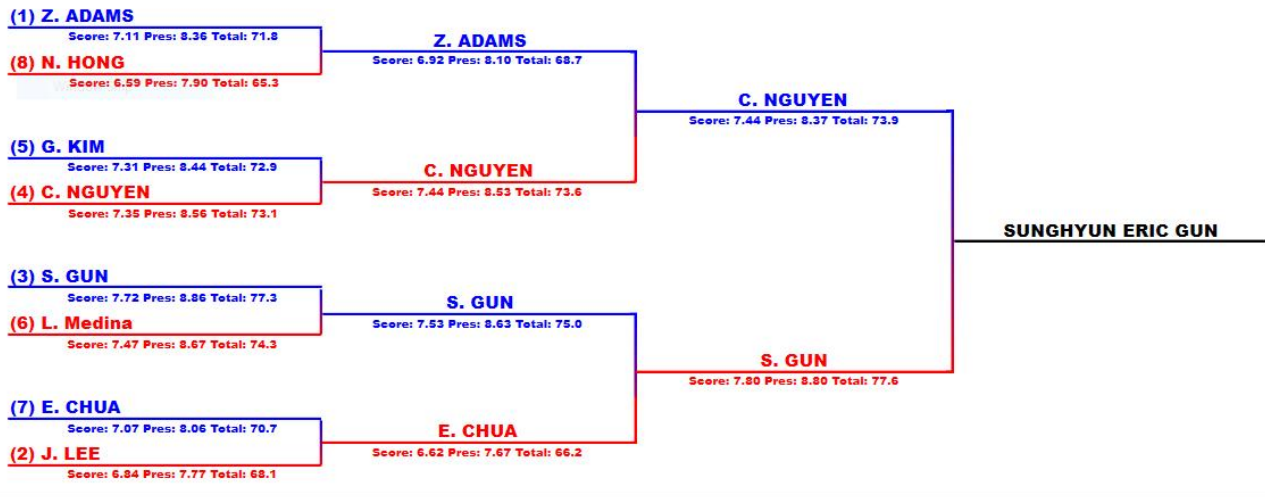 (1) Z. ADAMS
Score: 7.11 Pres: 8.36 Total: 71.8
(8) N. HONG
Score: 6.59 Pres: 7.90 Total: 65.3
(5) G. KIM
Score: 7.31 Pres: 8.44 Total: 72.9
(4) C. NGUYEN
Score: 7.35 Pres: 8.56 Total: 73.1
(3) S. GUN
Score: 7.72 Pres: 8.86 Total: 77.3
(6) L. Medina
Score: 7.47 Pres: 8.67 Total: 74.3
(7) E. CHUA
Score: 7.07 Pres: 8.06 Total: 70.7
(2) J. LEE
Score: 6.84 Pres: 7.77 Total: 68.1
Z. ADAMS
Score: 6.92 Pres: 8.10 Total: 68.7
C. NGUYEN
Score: 7.44 Pres: 8.53 Total: 73.6
S. GUN
Score: 7.53 Pres: 8.63 Total: 75.0
E. CHUA
Score: 6.62 Pres: 7.67 Total: 66.2
C. NGUYEN
Score: 7.44 Pres: 8.37 Total: 73.9
S. GUN
Score: 7.80 Pres: 8.80 Total: 77.6
SUNGHYUN ERIC GUN